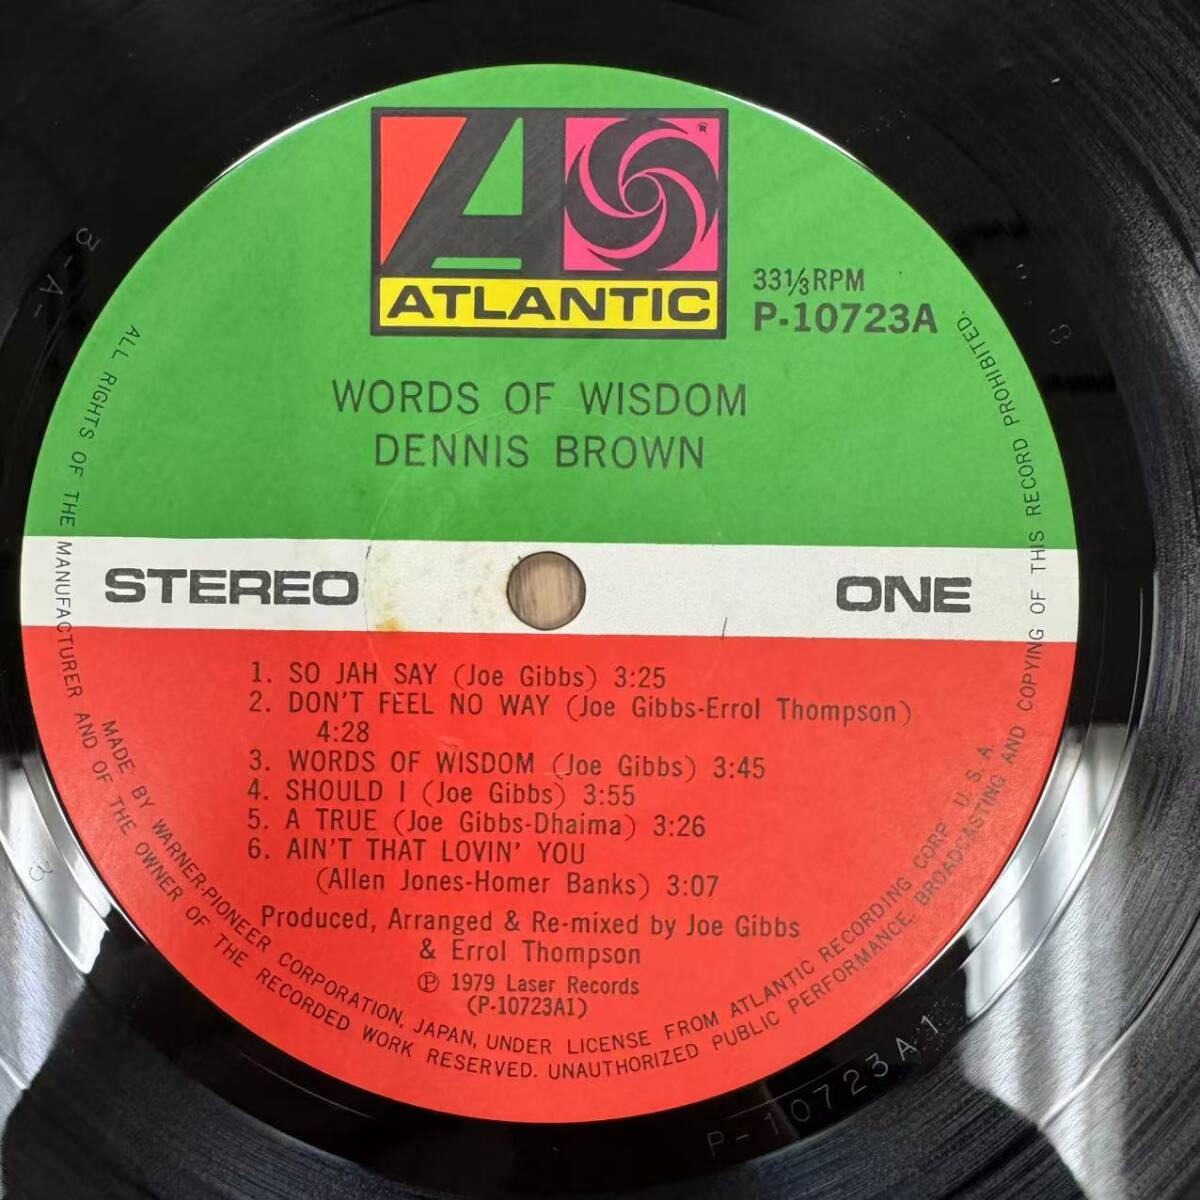 ATLANTIC
®
33⅓RPM
P-10723A
WORDS OF WISDOM
DENNIS BROWN
STEREO
ONE
1. SO JAH SAY (Joe Gibbs) 3:25
2. DON'T FEEL NO WAY (Joe Gibbs-Errol Thompson)
4:28
3. WORDS OF WISDOM (Joe Gibbs) 3:45
4. SHOULD I (Joe Gibbs) 3:55
5. A TRUE (Joe Gibbs-Dhaima) 3:26
6. AIN'T THAT LOVIN' YOU
(Allen Jones-Homer Banks) 3:07
Produced, Arranged & Re-mixed by Joe Gibbs
& Errol Thompson
℗ 1979 Laser Records
(P-10723A1)
MADE BY WARNER-PIONEER CORPORATION, JAPAN, UNDER LICENSE FROM ATLANTIC RECORDING CORP. U.S.A.
ALL RIGHTS OF THE MANUFACTURER AND OF THE OWNER OF THE RECORDED WORK RESERVED. UNAUTHORIZED PUBLIC PERFORMANCE, BROADCASTING AND COPYING OF THIS RECORD PROHIBITED.
P-10723A1
3-A-
3